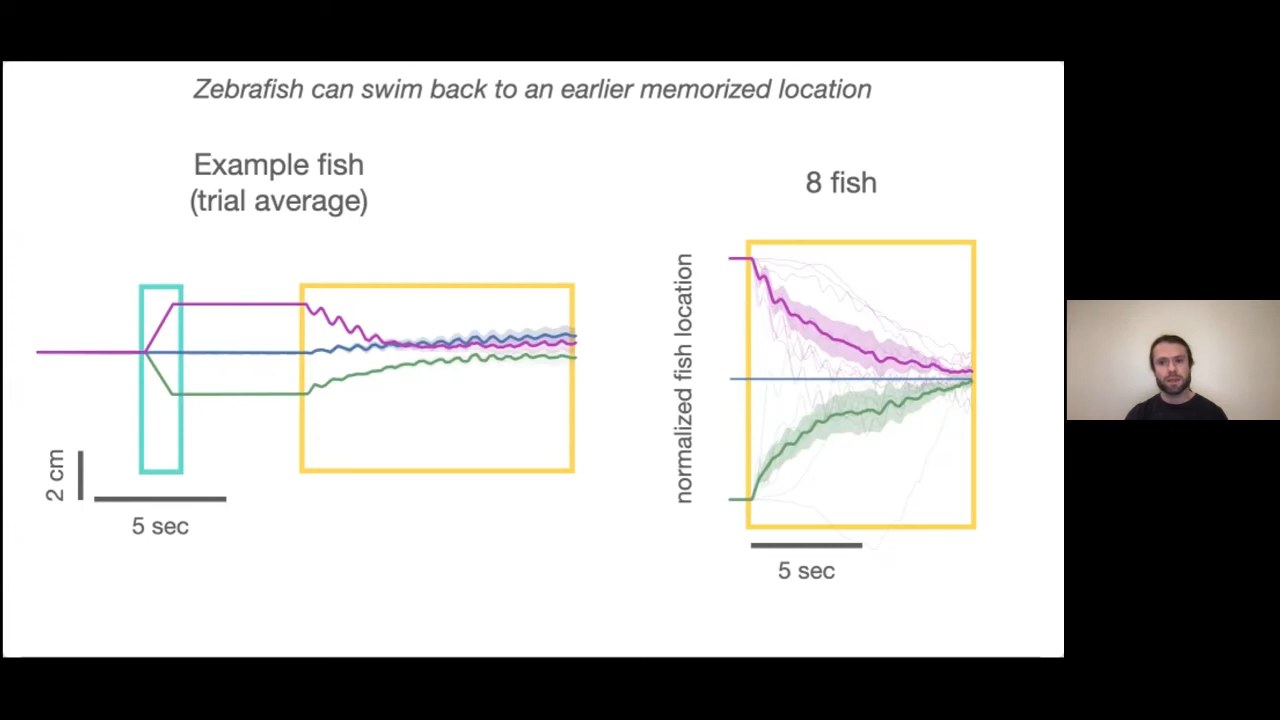 Zebrafish can swim back to an earlier memorized location
Example fish
(trial average)
2 cm
5 sec
8 fish
normalized fish location
5 sec